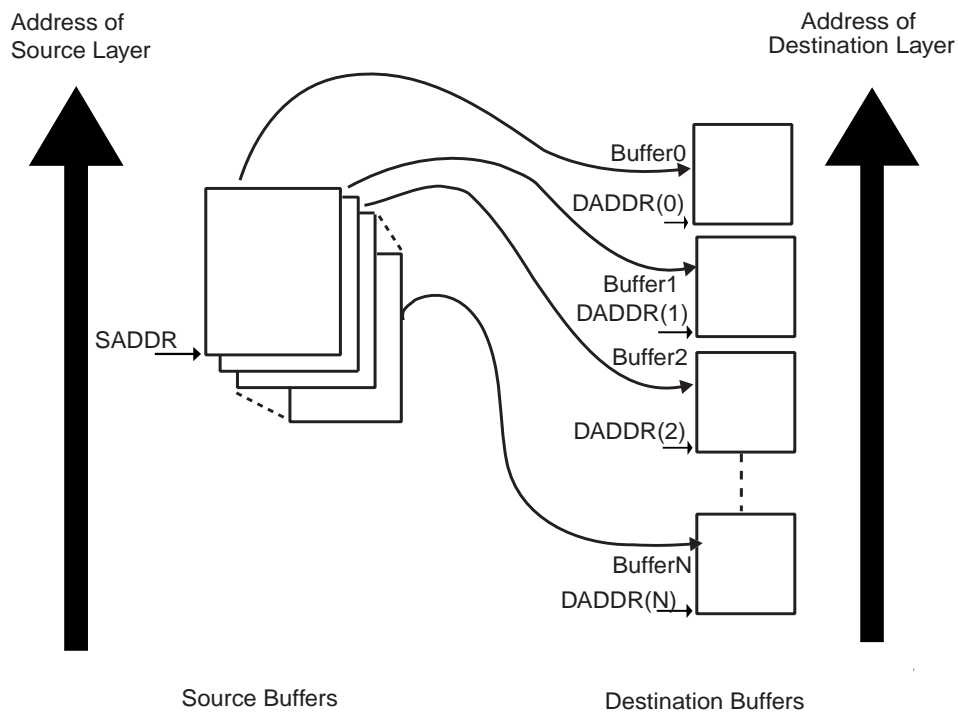 Address of
Source Layer
Address of
Destination Layer
Buffer0
DADDR(0)
Buffer1
DADDR(1)
SADDR
Buffer2
DADDR(2)
BufferN
DADDR(N)
Source Buffers
Destination Buffers